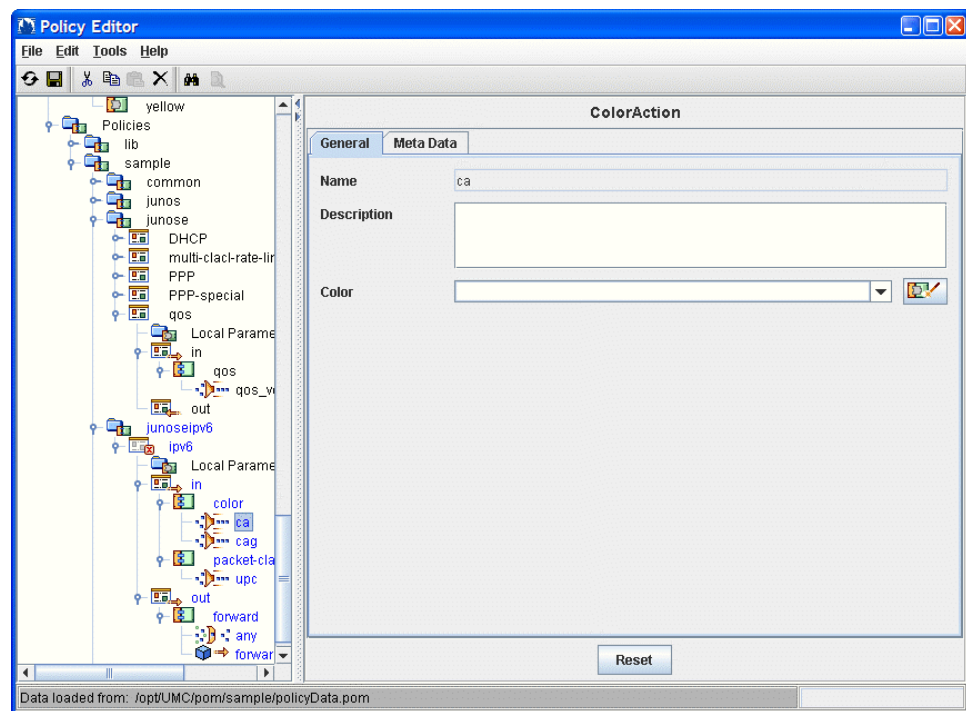 Policy Editor
File Edit Tools Help
yellow
Policies
lib
sample
common
junos
junose
DHCP
multi-clacl-rate-lir
PPP
PPP-special
qos
Local Parame
in
qos
qos_v
out
junoseipv6
ipv6
Local Parame
in
color
ca
cag
packet-cla
upc
out
forward
any
forwar
ColorAction
General Meta Data
Name ca
Description
Color
Reset
Data loaded from: /opt/UMC/pom/sample/policyData.pom